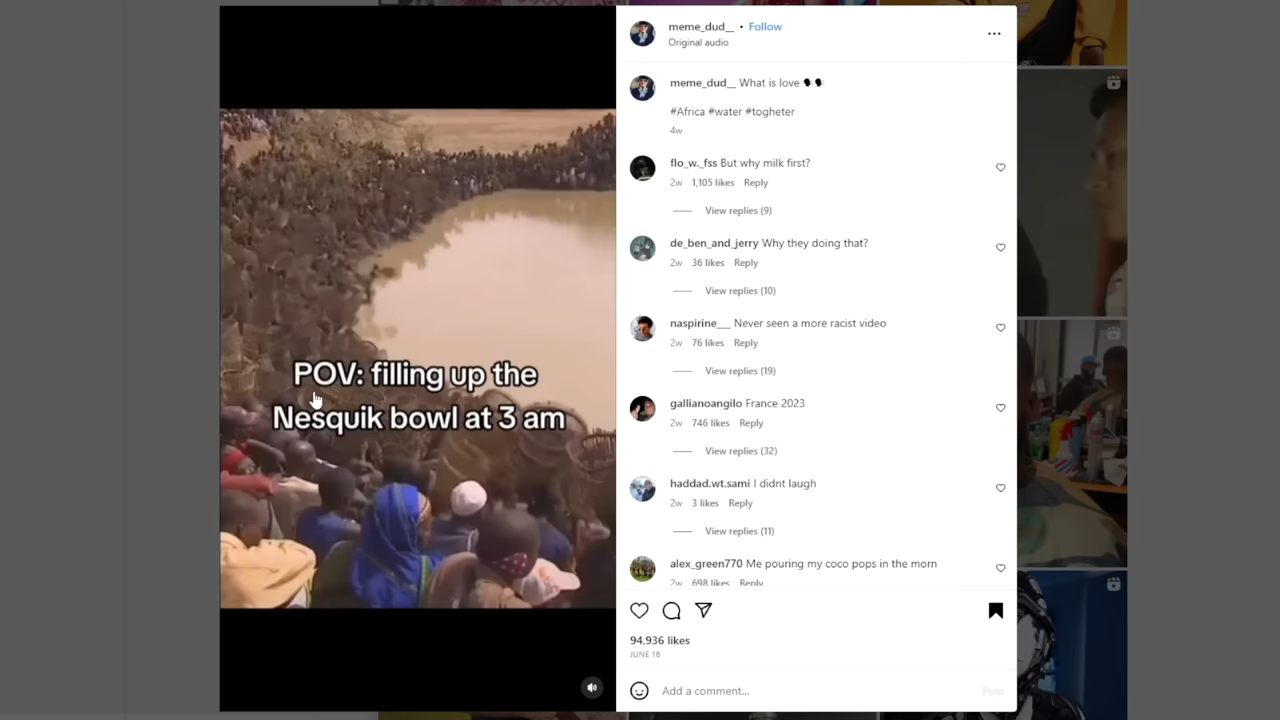 POV: filling up the
Nesquik bowl at 3 am
meme_dud__ • Follow
Original audio
meme_dud__ What is love 🗣🗣
#Africa #water #togheter
4w
flo_w._fss But why milk first?
2w 1,105 likes Reply
View replies (9)
de_ben_and_jerry Why they doing that?
2w 36 likes Reply
View replies (10)
naspirine___ Never seen a more racist video
2w 76 likes Reply
View replies (19)
gallianoangilo France 2023
2w 746 likes Reply
View replies (32)
haddad.wt.sami I didnt laugh
2w 3 likes Reply
View replies (11)
alex_green770 Me pouring my coco pops in the morn
2w 698 likes Reply
94,936 likes
JUNE 16
Add a comment...
Post